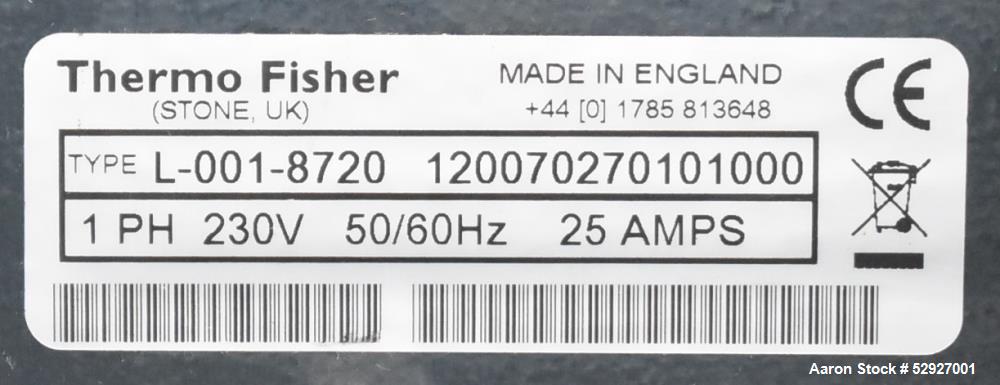 Thermo Fisher
(STONE, UK)
MADE IN ENGLAND
+44 [0] 1785 813648
CE
TYPE L-001-8720 120070270101000
1 PH 230V 50/60Hz 25 AMPS
Aaron Stock # 52927001